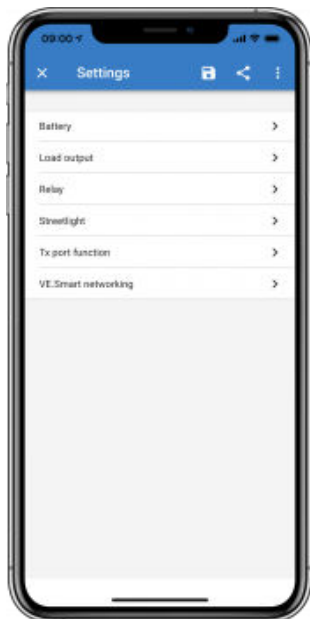 09:00
Settings
Battery
Load output
Relay
Streetlight
Tx port function
VE.Smart networking